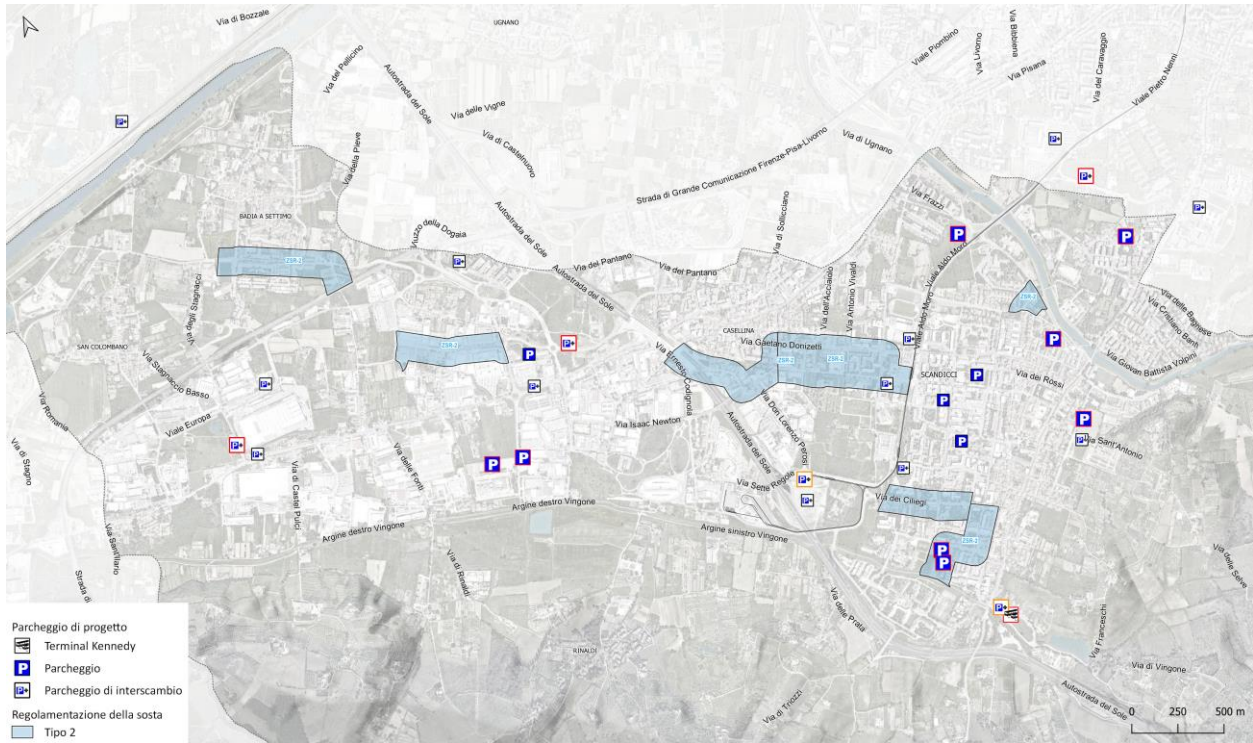 Via di Bozzale
UGNANO
Via del Pellicino
Autostrada del Sole
Via delle Vigne
Via di Castelnuovo
Viale Piombino
Via Livorno
Via Bibbiena
Via Pisana
Via del Caravaggio
Viale Pietro Nenni
Via della Pieve
Strada di Grande Comunicazione Firenze-Pisa-Livorno
Via di Ugnano
Via Frazzi
BADIA A SETTIMO
Viuzzo della Dogaia
Autostrada del Sole
Via di Sollicciano
Viale Aldo Moro
P
P
ZSR-2
Via del Pantano
Via del Pantano
Autostrada del Sole
Via dell'Acciaiolo
Via Antonio Vivaldi
ZSR-2
Via delle Bagnese
Via Cristiano Banti
Via degli Stagnacci
CASELLINA
Viale Aldo Moro
SAN COLOMBANO
ZSR-2
P
Via Gaetano Donizetti
ZSR-2
ZSR-2
P
Via Giovan Battista Volpini
Via Ernesto Codignola
SCANDICCI
P
Via dei Rossi
Via Stagnaccio Basso
Via Romania
Viale Europa
Via Isaac Newton
Via Don Lorenzo Perosi
P
P
P
Via Sant'Antonio
Via di Stagno
Via delle Fonti
P
P
Autostrada del Sole
Via Sette Regole
Via di Castel Pulci
Via dei Ciliegi
Via Sant'Ilario
Argine destro Vingone
Argine destro Vingone
Argine sinistro Vingone
ZSR-2
P
P
Strada di
Via di Rinaldi
Via delle Prata
Via delle Selve
Via Franceschi
RINALDI
Via di Vingone
Via di Triozzi
Autostrada del Sole
Parcheggio di progetto
Terminal Kennedy
P Parcheggio
P Parcheggio di interscambio
Regolamentazione della sosta
Tipo 2
0 250 500 m